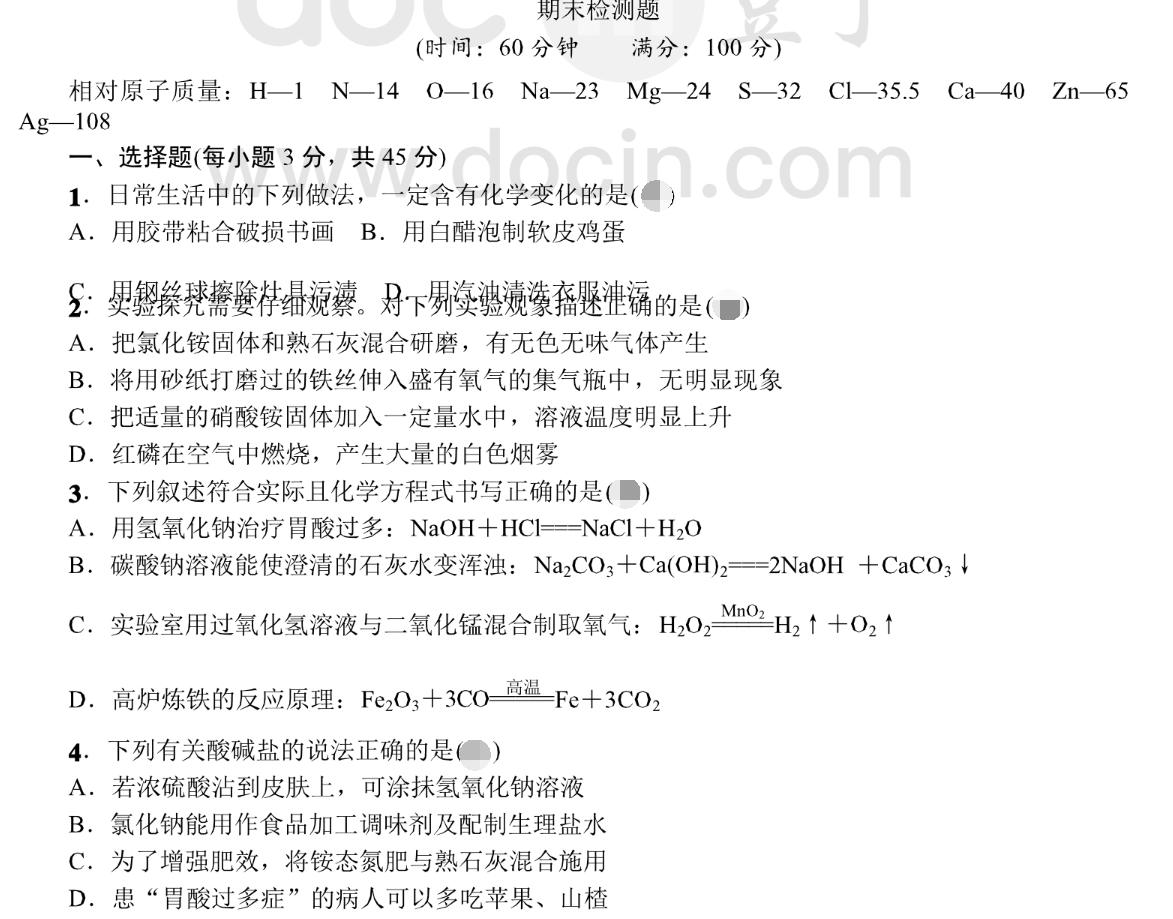 期末检测题
(时间：60 分钟 满分：100 分)
相对原子质量：H—1 N—14 O—16 Na—23 Mg—24 S—32 Cl—35.5 Ca—40 Zn—65
Ag—108
一、选择题(每小题 3 分，共 45 分)
1．日常生活中的下列做法，一定含有化学变化的是( )
A．用胶带粘合破损书画 B．用白醋泡制软皮鸡蛋
C．用钢丝球擦除灶具污渍 D．用汽油清洗衣服油污
2．实验探究需要仔细观察。对下列实验现象描述正确的是( )
A．把氯化铵固体和熟石灰混合研磨，有无色无味气体产生
B．将用砂纸打磨过的铁丝伸入盛有氧气的集气瓶中，无明显现象
C．把适量的硝酸铵固体加入一定量水中，溶液温度明显上升
D．红磷在空气中燃烧，产生大量的白色烟雾
3．下列叙述符合实际且化学方程式书写正确的是( )
A．用氢氧化钠治疗胃酸过多：NaOH＋HCl===NaCl＋H₂O
B．碳酸钠溶液能使澄清的石灰水变浑浊：Na₂CO₃＋Ca(OH)₂===2NaOH ＋CaCO₃↓
C．实验室用过氧化氢溶液与二氧化锰混合制取氧气：H₂O₂ =MnO₂= H₂↑＋O₂↑
D．高炉炼铁的反应原理：Fe₂O₃＋3CO =高温= Fe＋3CO₂
4．下列有关酸碱盐的说法正确的是( )
A．若浓硫酸沾到皮肤上，可涂抹氢氧化钠溶液
B．氯化钠能用作食品加工调味剂及配制生理盐水
C．为了增强肥效，将铵态氮肥与熟石灰混合施用
D．患“胃酸过多症”的病人可以多吃苹果、山楂
www.docin.com
docin 豆丁